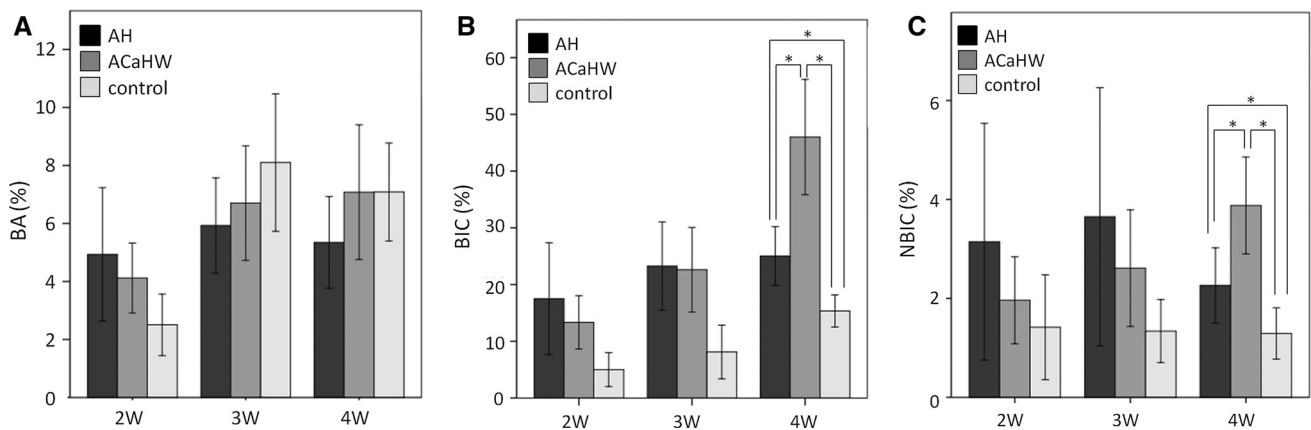 A
AH
ACaHW
control
BA (%)
12
10
8
6
4
2
0
2W 3W 4W
B
AH
ACaHW
control
BIC (%)
60
50
40
30
20
10
0
*
* *
2W 3W 4W
C
AH
ACaHW
control
NBIC (%)
6
4
2
0
*
* *
2W 3W 4W